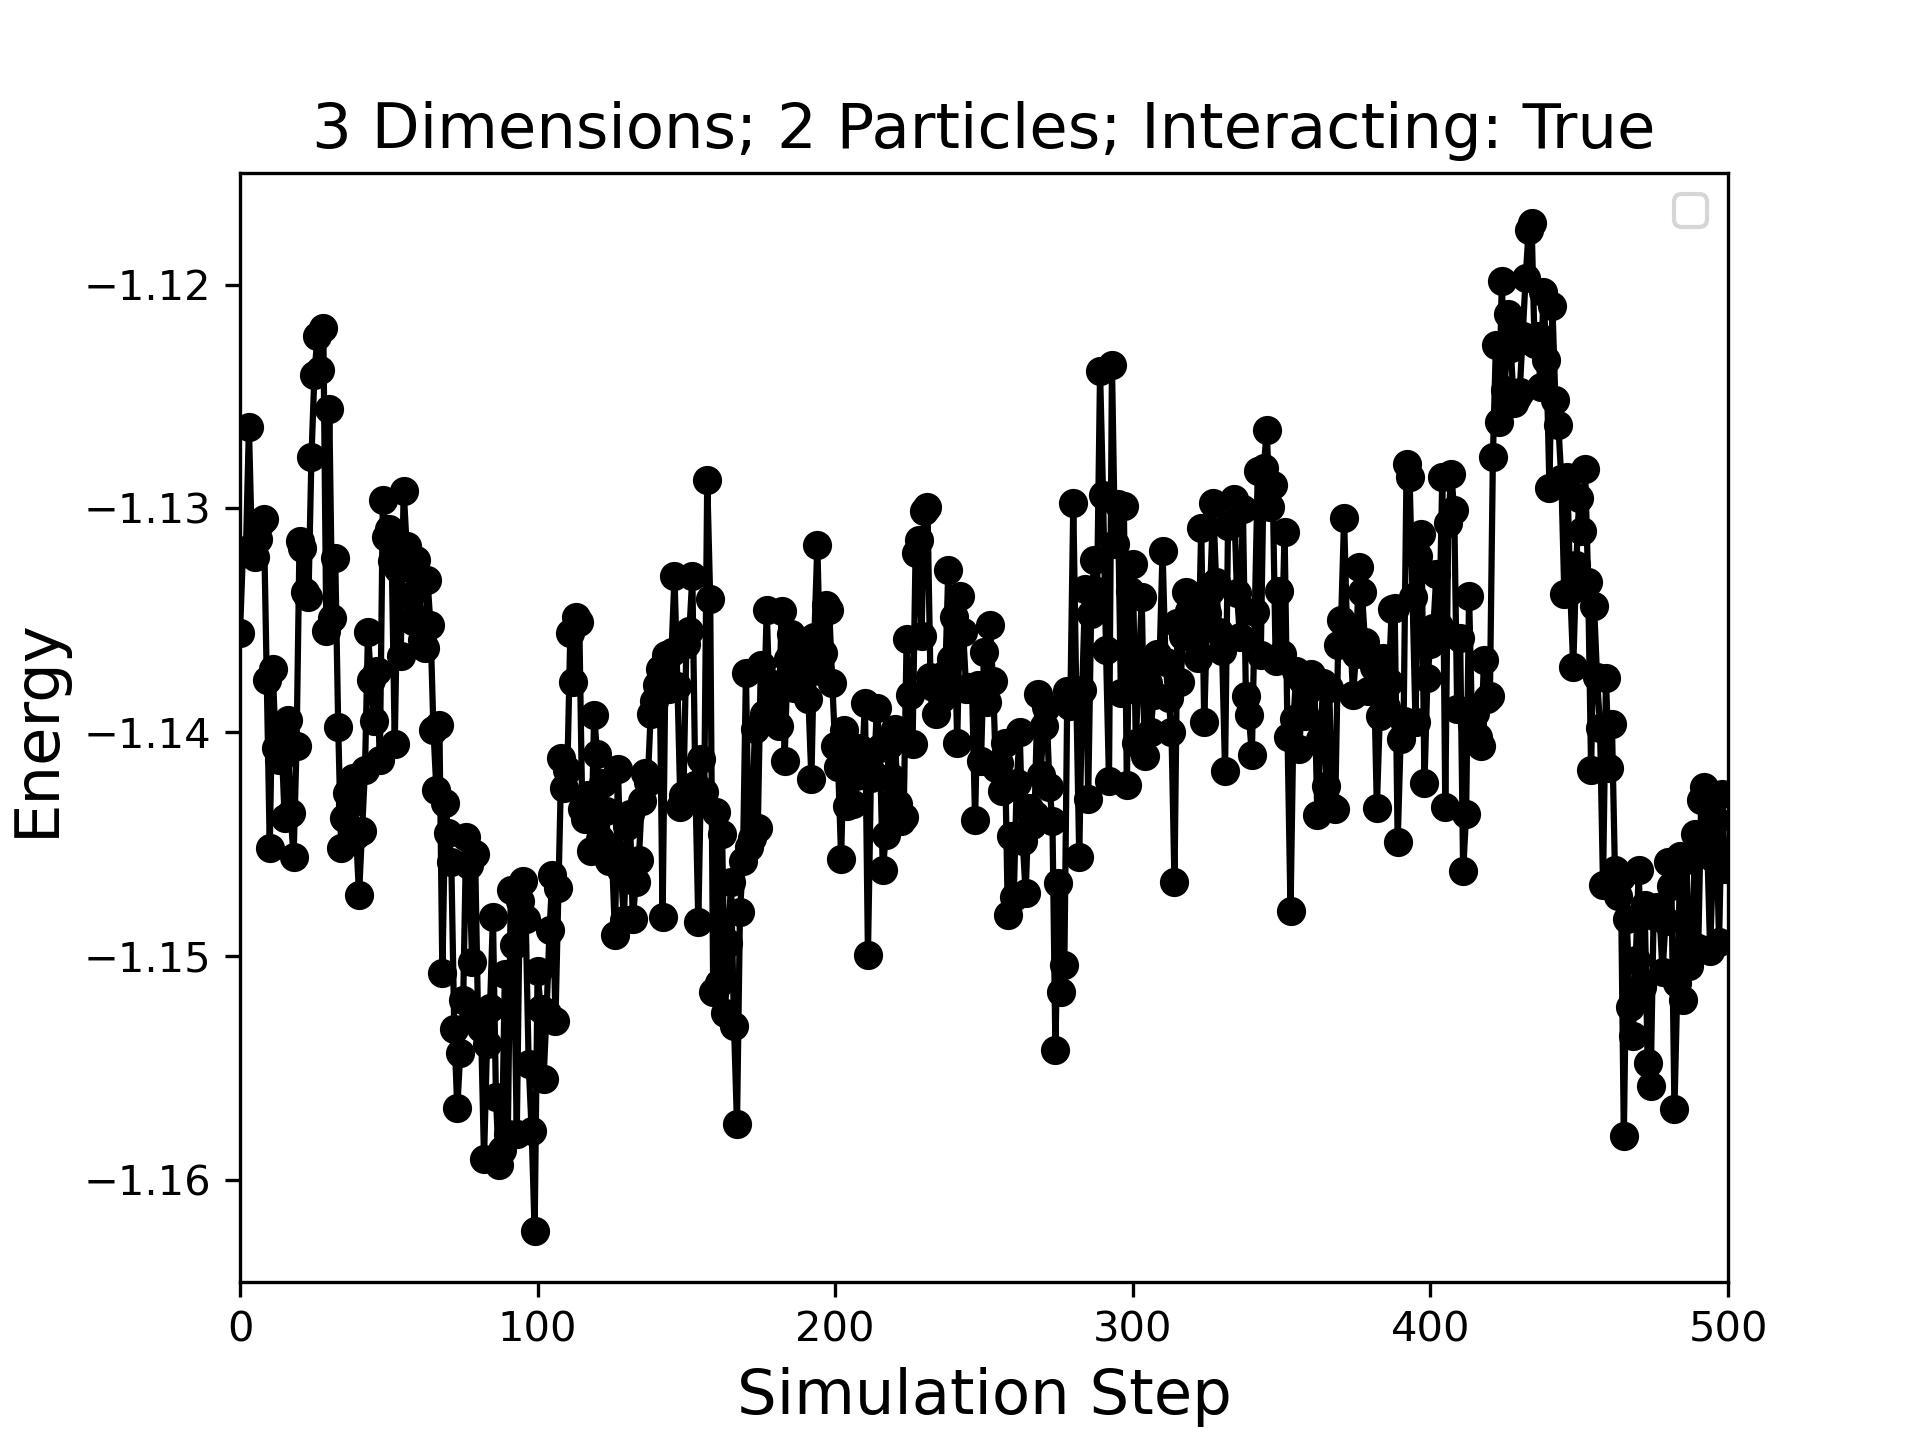 3 Dimensions; 2 Particles; Interacting: True
Energy
−1.12
−1.13
−1.14
−1.15
−1.16
0 100 200 300 400 500
Simulation Step